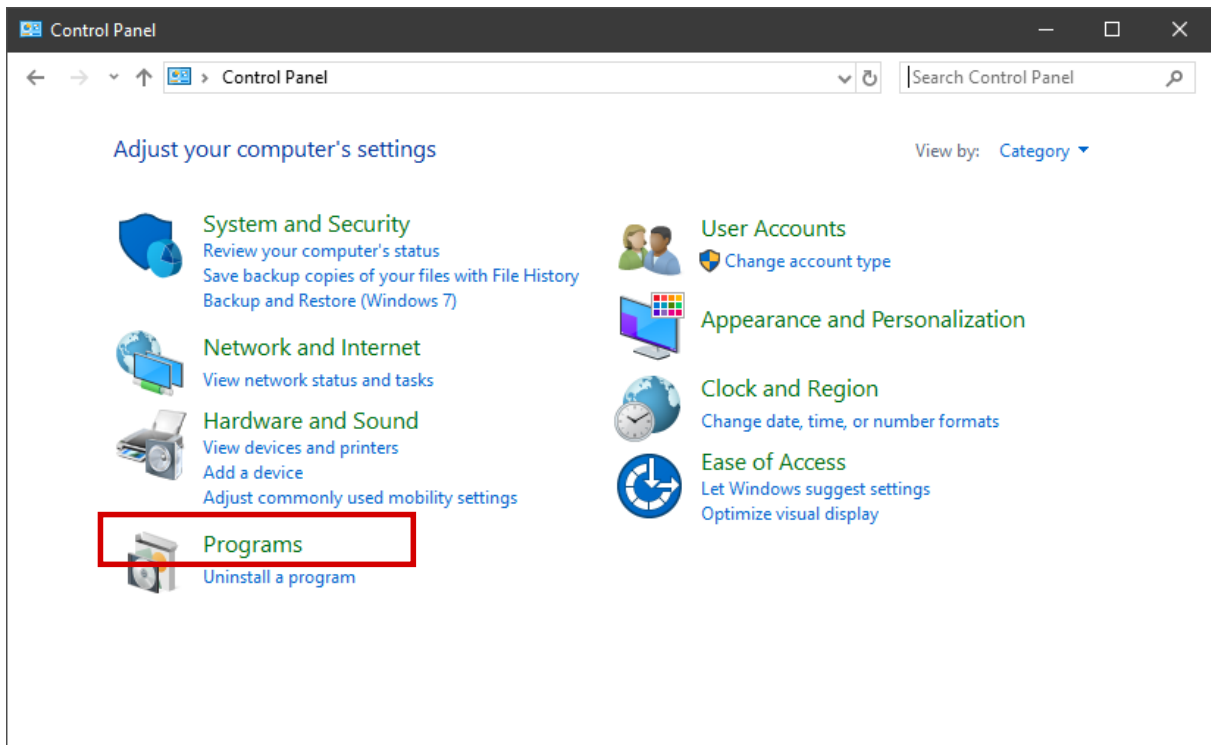 Control Panel
Control Panel
Search Control Panel
Adjust your computer's settings
View by: Category
System and Security
Review your computer's status
Save backup copies of your files with File History
Backup and Restore (Windows 7)
Network and Internet
View network status and tasks
Hardware and Sound
View devices and printers
Add a device
Adjust commonly used mobility settings
Programs
Uninstall a program
User Accounts
Change account type
Appearance and Personalization
Clock and Region
Change date, time, or number formats
Ease of Access
Let Windows suggest settings
Optimize visual display